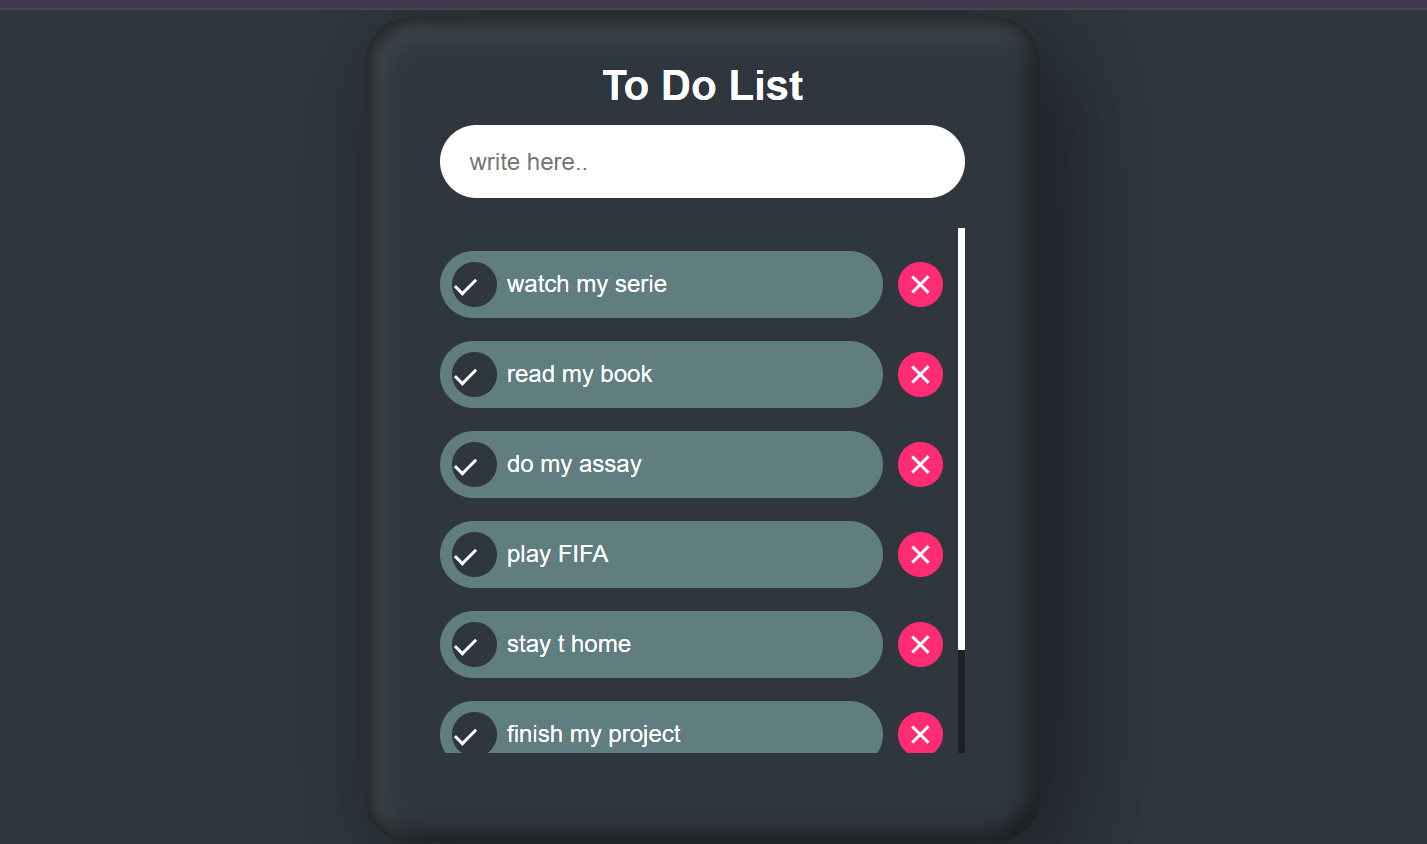 To Do List
write here..
watch my serie
read my book
do my assay
play FIFA
stay t home
finish my project